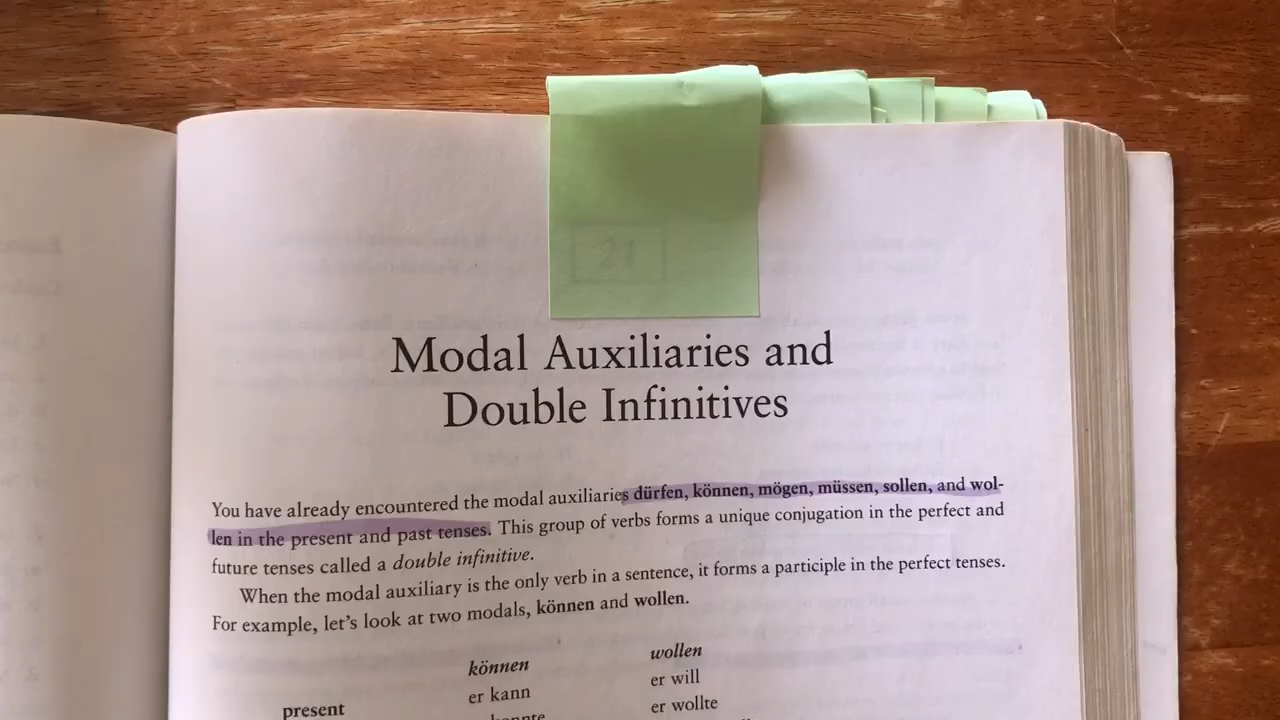 21
Modal Auxiliaries and
Double Infinitives
You have already encountered the modal auxiliaries dürfen, können, mögen, müssen, sollen, and wol-
len in the present and past tenses. This group of verbs forms a unique conjugation in the perfect and
future tenses called a double infinitive.
When the modal auxiliary is the only verb in a sentence, it forms a participle in the perfect tenses.
For example, let's look at two modals, können and wollen.
können wollen
present er kann er will
er wollte